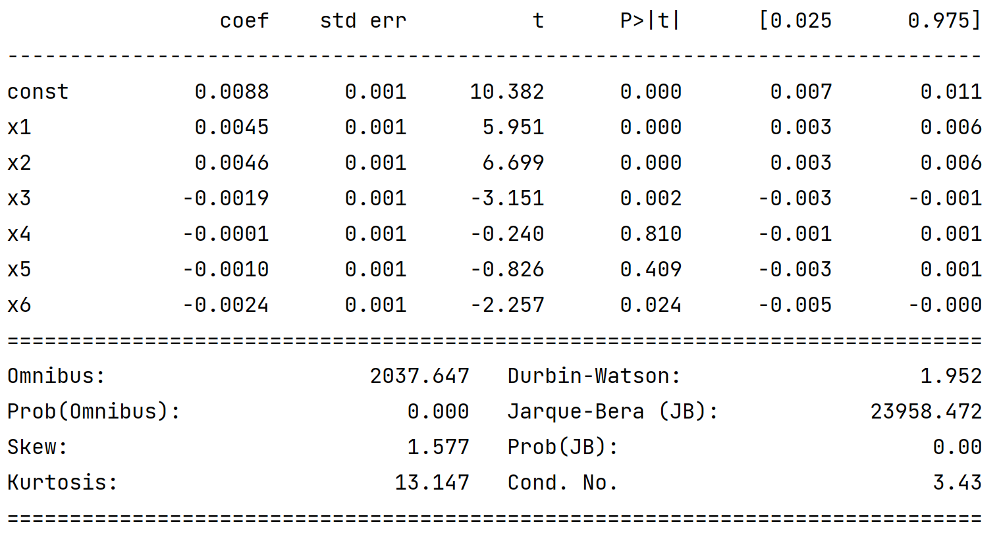 coef    std err          t      P>|t|      [0.025      0.975]
------------------------------------------------------------------------------
const          0.0088      0.001     10.382      0.000       0.007       0.011
x1             0.0045      0.001      5.951      0.000       0.003       0.006
x2             0.0046      0.001      6.699      0.000       0.003       0.006
x3            -0.0019      0.001     -3.151      0.002      -0.003      -0.001
x4            -0.0001      0.001     -0.240      0.810      -0.001       0.001
x5            -0.0010      0.001     -0.826      0.409      -0.003       0.001
x6            -0.0024      0.001     -2.257      0.024      -0.005      -0.000
==============================================================================
Omnibus:                     2037.647   Durbin-Watson:                   1.952
Prob(Omnibus):                  0.000   Jarque-Bera (JB):            23958.472
Skew:                           1.577   Prob(JB):                         0.00
Kurtosis:                      13.147   Cond. No.                         3.43
==============================================================================